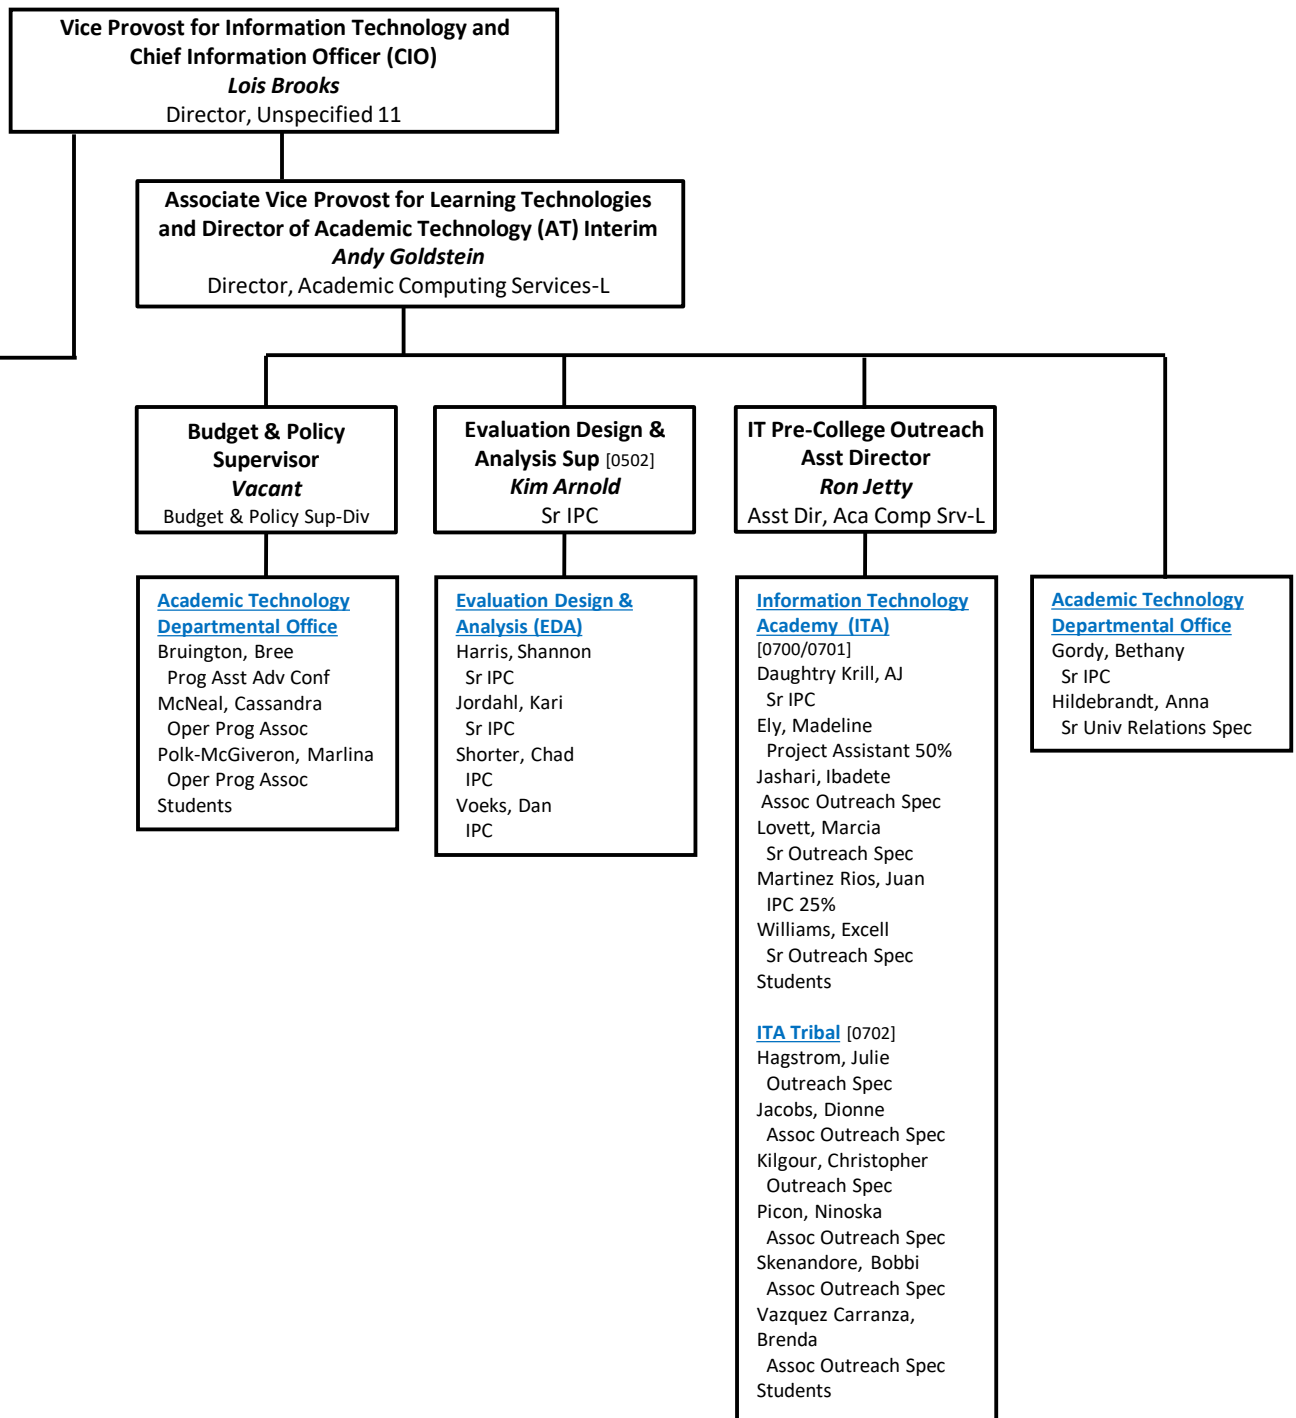 Vice Provost for Information Technology and
Chief Information Officer (CIO)
Lois Brooks
Director, Unspecified 11
Associate Vice Provost for Learning Technologies
and Director of Academic Technology (AT) Interim
Andy Goldstein
Director, Academic Computing Services-L
Budget & Policy
Supervisor
Vacant
Budget & Policy Sup-Div
Evaluation Design &
Analysis Sup [0502]
Kim Arnold
Sr IPC
IT Pre-College Outreach
Asst Director
Ron Jetty
Asst Dir, Aca Comp Srv-L
Academic Technology
Departmental Office
Bruington, Bree
Prog Asst Adv Conf
McNeal, Cassandra
Oper Prog Assoc
Polk-McGiveron, Marlina
Oper Prog Assoc
Students
Evaluation Design &
Analysis (EDA)
Harris, Shannon
Sr IPC
Jordahl, Kari
Sr IPC
Shorter, Chad
IPC
Voeks, Dan
IPC
Information Technology
Academy (ITA)
[0700/0701]
Daughtry Krill, AJ
Sr IPC
Ely, Madeline
Project Assistant 50%
Jashari, Ibadete
Assoc Outreach Spec
Lovett, Marcia
Sr Outreach Spec
Martinez Rios, Juan
IPC 25%
Williams, Excell
Sr Outreach Spec
Students
ITA Tribal [0702]
Hagstrom, Julie
Outreach Spec
Jacobs, Dionne
Assoc Outreach Spec
Kilgour, Christopher
Outreach Spec
Picon, Ninoska
Assoc Outreach Spec
Skenandore, Bobbi
Assoc Outreach Spec
Vazquez Carranza,
Brenda
Assoc Outreach Spec
Students
Academic Technology
Departmental Office
Gordy, Bethany
Sr IPC
Hildebrandt, Anna
Sr Univ Relations Spec